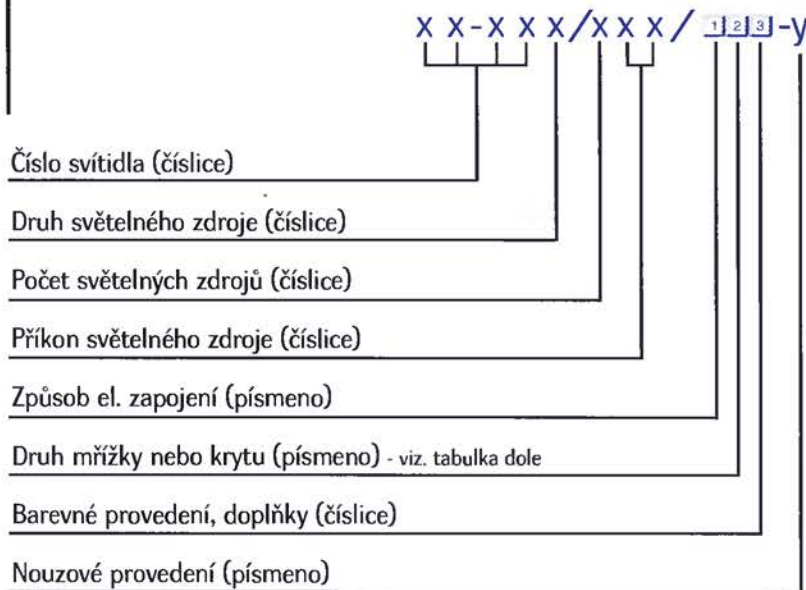 x x - x x x / x x x / 1 2 3 - y
Číslo svítidla (číslice)
Druh světelného zdroje (číslice)
Počet světelných zdrojů (číslice)
Příkon světelného zdroje (číslice)
Způsob el. zapojení (písmeno)
Druh mřížky nebo krytu (písmeno) - viz. tabulka dole
Barevné provedení, doplňky (číslice)
Nouzové provedení (písmeno)